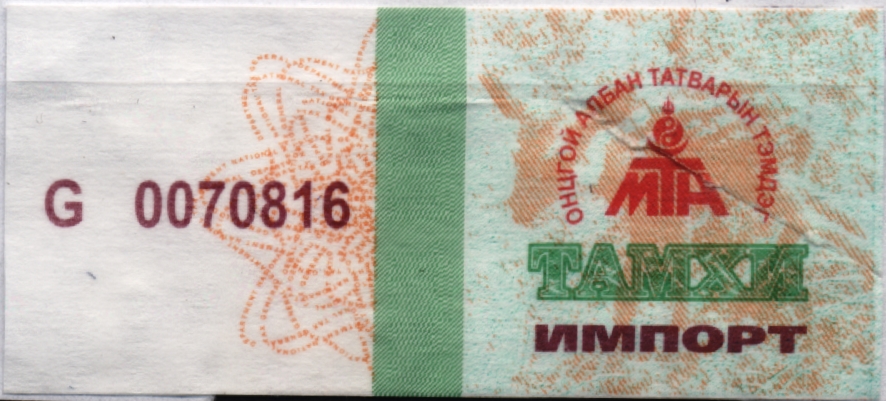 G 0070816
ОНЦГОЙ АЛБАН ТАТВАРЫН ТЭМДЭГ
МТА
ТАМХИ
ИМПОРТ